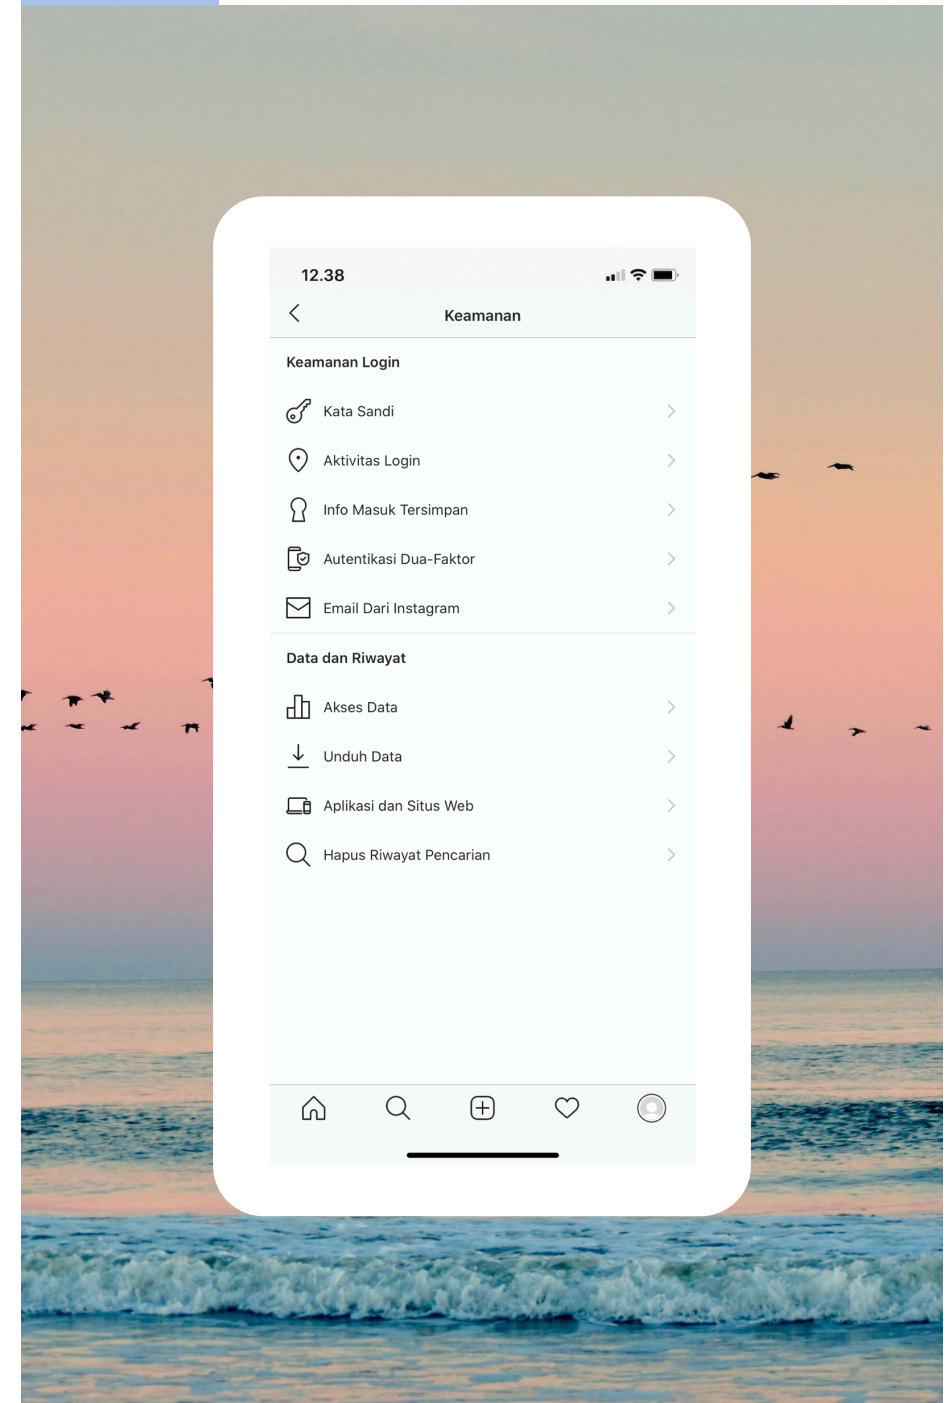 12.38
Keamanan
Keamanan Login
Kata Sandi
Aktivitas Login
Info Masuk Tersimpan
Autentikasi Dua-Faktor
Email Dari Instagram
Data dan Riwayat
Akses Data
Unduh Data
Aplikasi dan Situs Web
Hapus Riwayat Pencarian